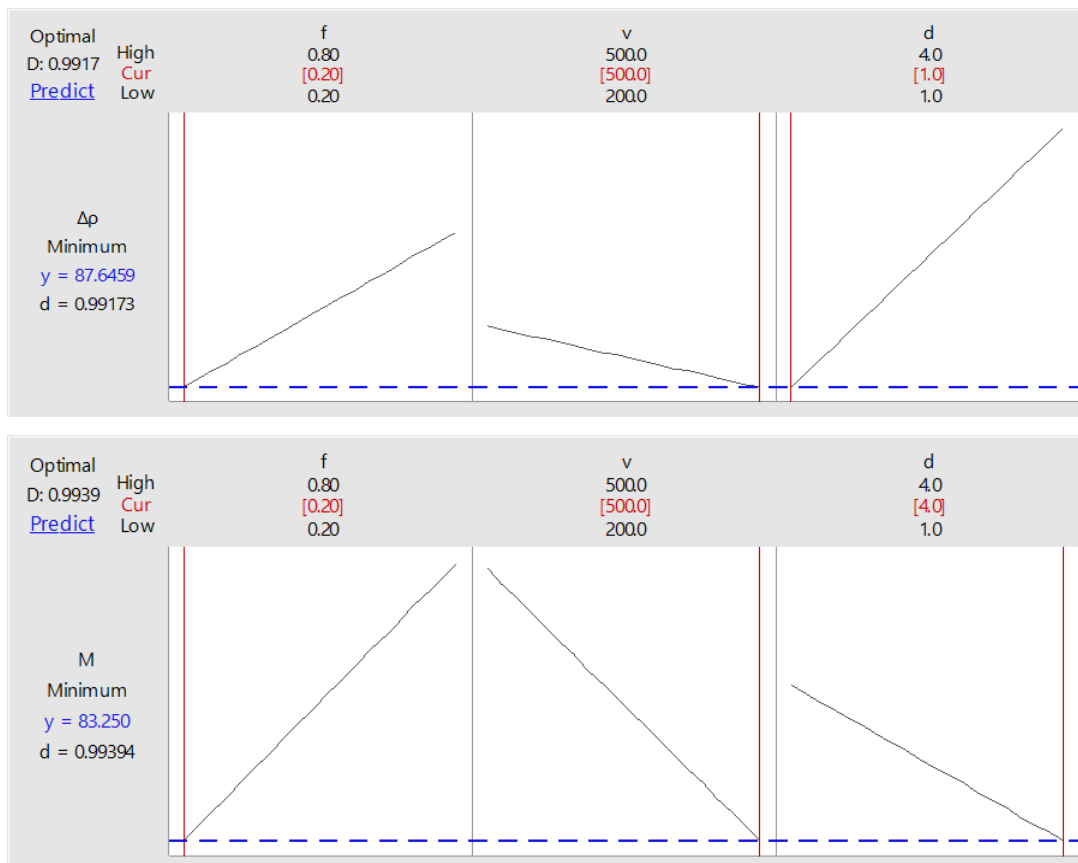 Optimal
D: 0.9917
Predict
High
Cur
Low
f
0.80
[0.20]
0.20
v
500.0
[500.0]
200.0
d
4.0
[1.0]
1.0
Δρ
Minimum
y = 87.6459
d = 0.99173
Optimal
D: 0.9939
Predict
High
Cur
Low
f
0.80
[0.20]
0.20
v
500.0
[500.0]
200.0
d
4.0
[4.0]
1.0
M
Minimum
y = 83.250
d = 0.99394